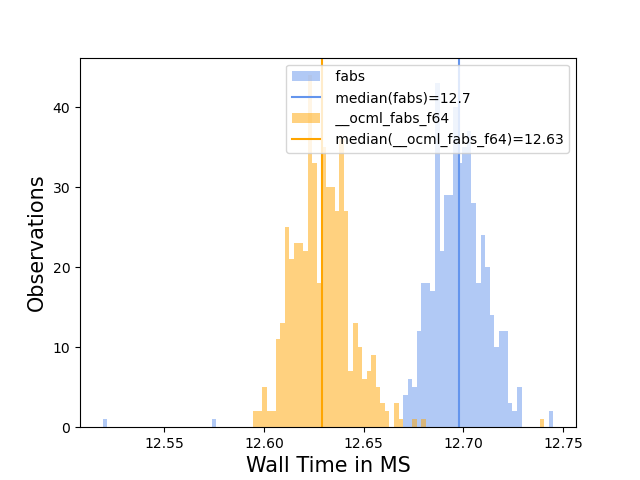 fabs
median(fabs)=12.7
__ocml_fabs_f64
median(__ocml_fabs_f64)=12.63
40
30
20
10
0
Observations
12.55 12.60 12.65 12.70 12.75
Wall Time in MS